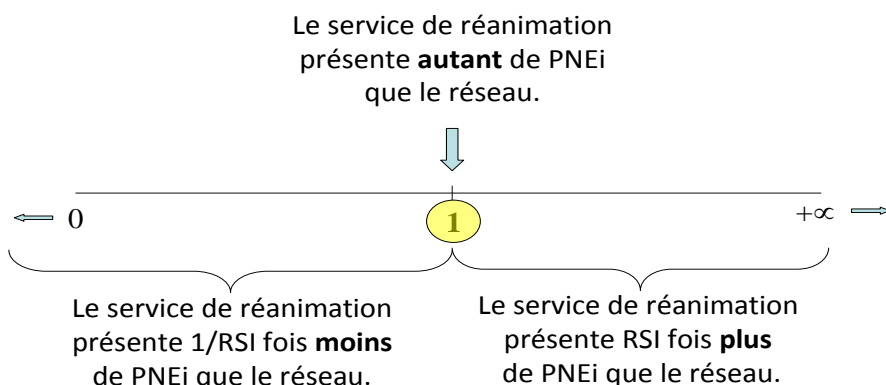 Le service de réanimation
présente autant de PNEi
que le réseau.
0
1
+∞
Le service de réanimation
présente 1/RSI fois moins
de PNEi que le réseau.
Le service de réanimation
présente RSI fois plus
de PNEi que le réseau.